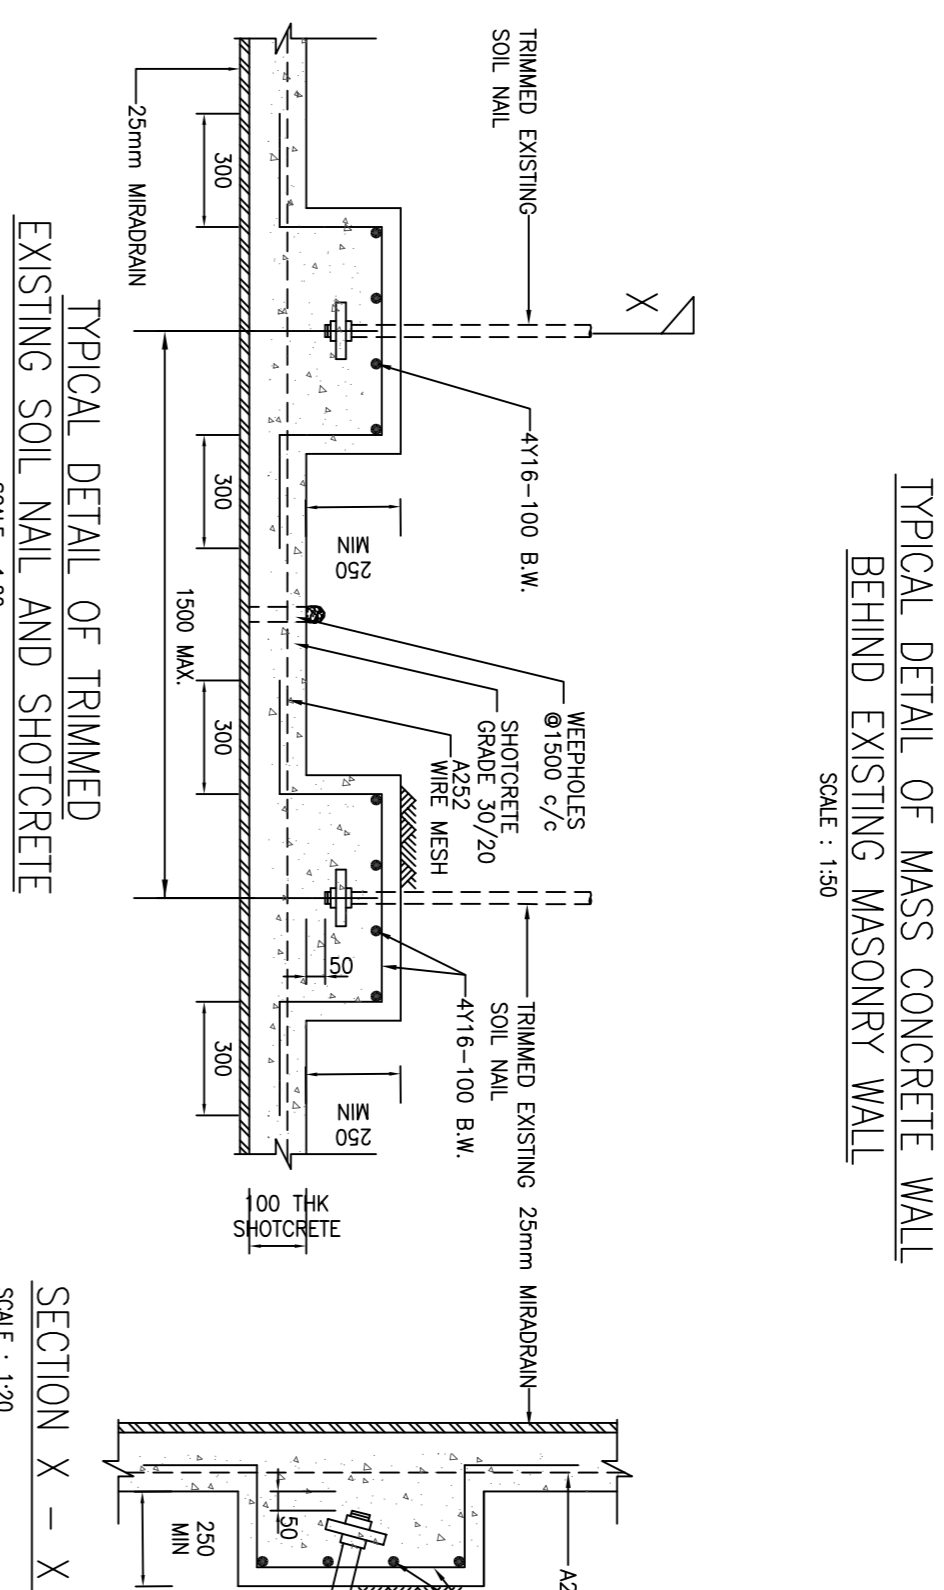 TYPICAL DETAIL OF MASS CONCRETE WALL
BEHIND EXISTING MASONRY WALL
SCALE : 1:50
X
TRIMMED EXISTING
SOIL NAIL
4Y16-100 B.W.
WEEPHOLES
@1500 c/c
SHOTCRETE
GRADE 30/20
A252
WIRE MESH
TRIMMED EXISTING
SOIL NAIL
4Y16-100 B.W.
250
MIN
250
MIN
50
100 THK
SHOTCRETE
300
300
300
300
1500 MAX.
25mm MIRADRAIN
TYPICAL DETAIL OF TRIMMED
EXISTING SOIL NAIL AND SHOTCRETE
25mm MIRADRAIN
50
250
MIN
SECTION X - X
SCALE : 1:20